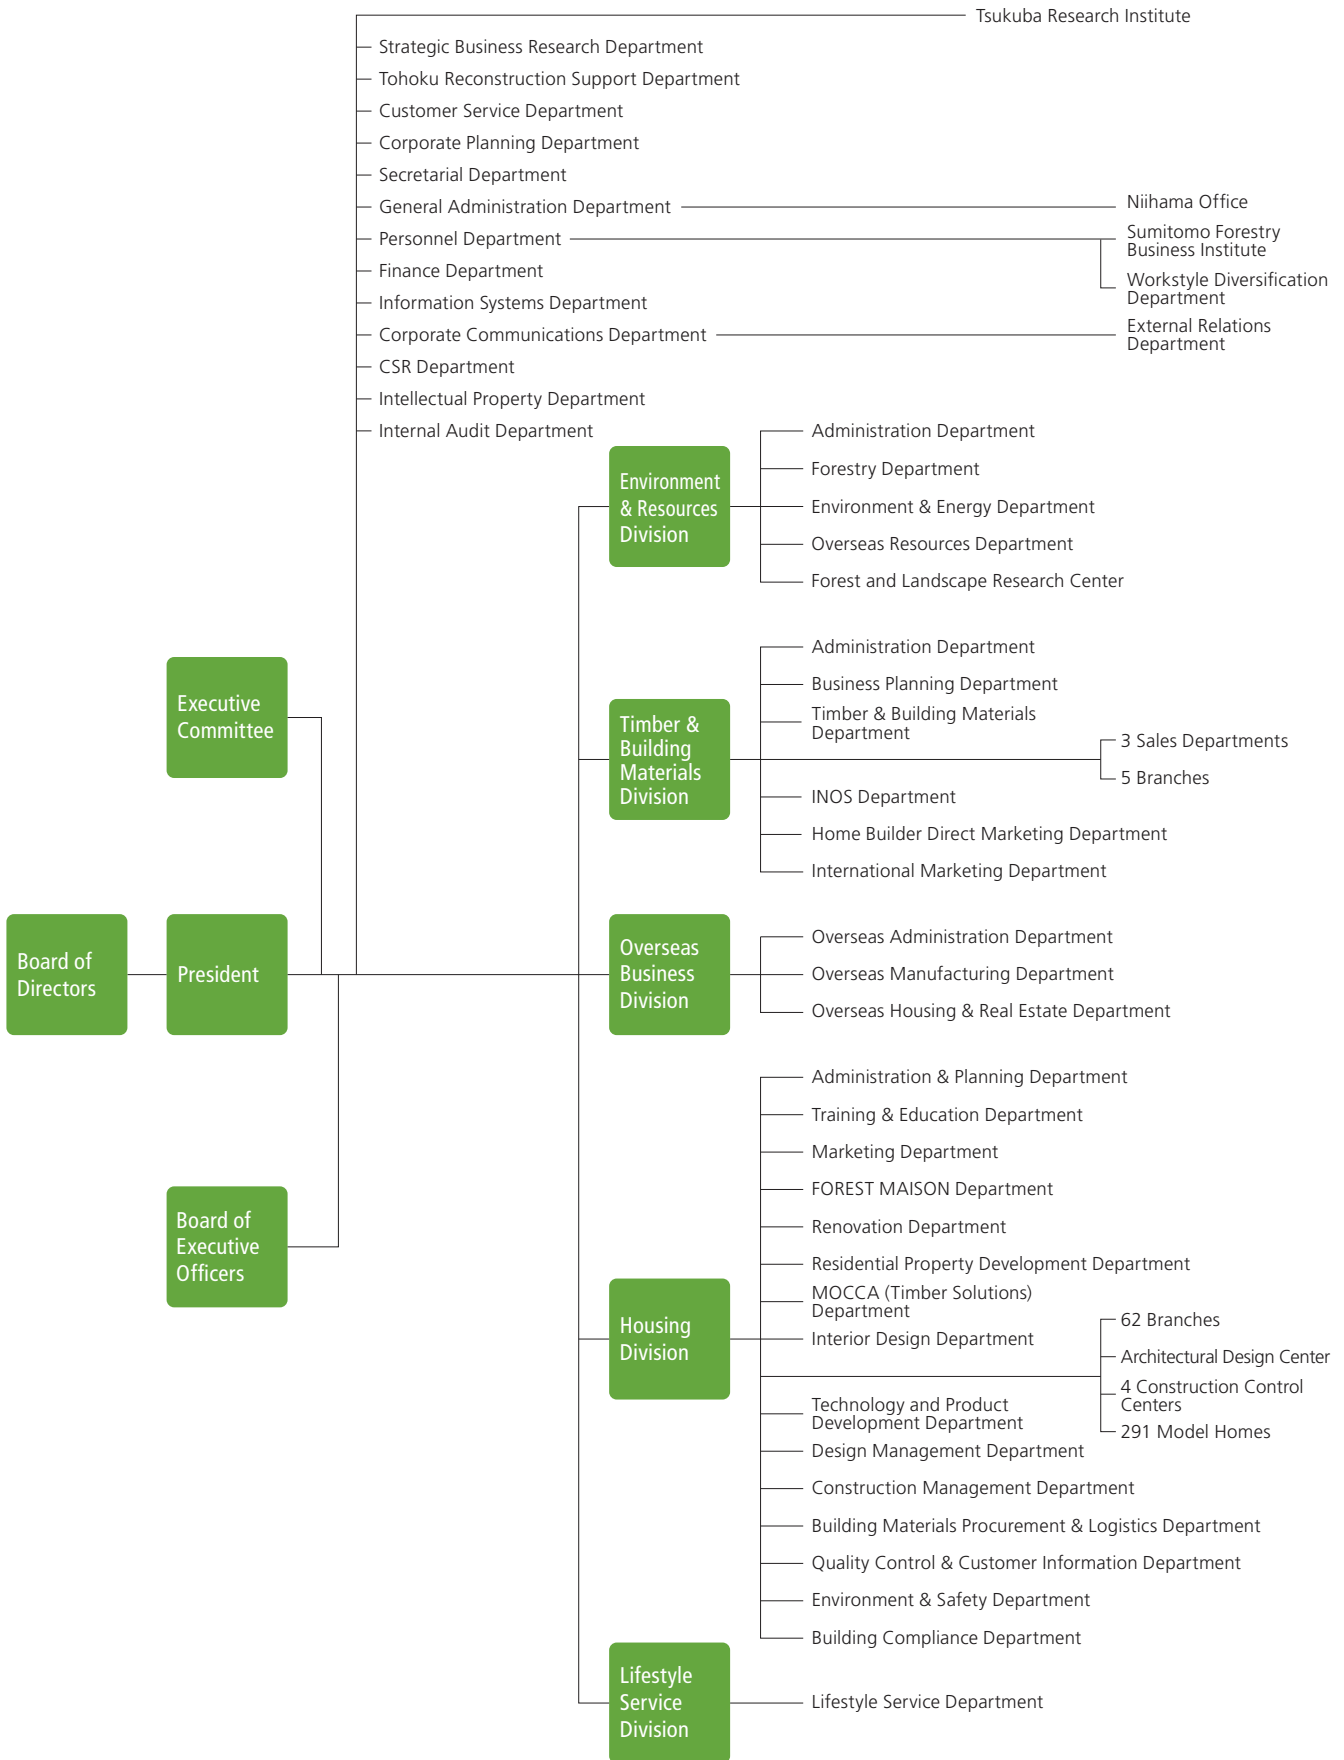 Tsukuba Research Institute
Strategic Business Research Department
Tohoku Reconstruction Support Department
Customer Service Department
Corporate Planning Department
Secretarial Department
General Administration Department
Niihama Office
Personnel Department
Sumitomo Forestry
Business Institute
Workstyle Diversification
Department
Finance Department
Information Systems Department
Corporate Communications Department
External Relations
Department
CSR Department
Intellectual Property Department
Internal Audit Department
Board of
Directors
President
Executive
Committee
Board of
Executive
Officers
Environment
& Resources
Division
Administration Department
Forestry Department
Environment & Energy Department
Overseas Resources Department
Forest and Landscape Research Center
Timber &
Building
Materials
Division
Administration Department
Business Planning Department
Timber & Building Materials
Department
3 Sales Departments
5 Branches
INOS Department
Home Builder Direct Marketing Department
International Marketing Department
Overseas
Business
Division
Overseas Administration Department
Overseas Manufacturing Department
Overseas Housing & Real Estate Department
Housing
Division
Administration & Planning Department
Training & Education Department
Marketing Department
FOREST MAISON Department
Renovation Department
Residential Property Development Department
MOCCA (Timber Solutions)
Department
Interior Design Department
62 Branches
Architectural Design Center
4 Construction Control
Centers
291 Model Homes
Technology and Product
Development Department
Design Management Department
Construction Management Department
Building Materials Procurement & Logistics Department
Quality Control & Customer Information Department
Environment & Safety Department
Building Compliance Department
Lifestyle
Service
Division
Lifestyle Service Department